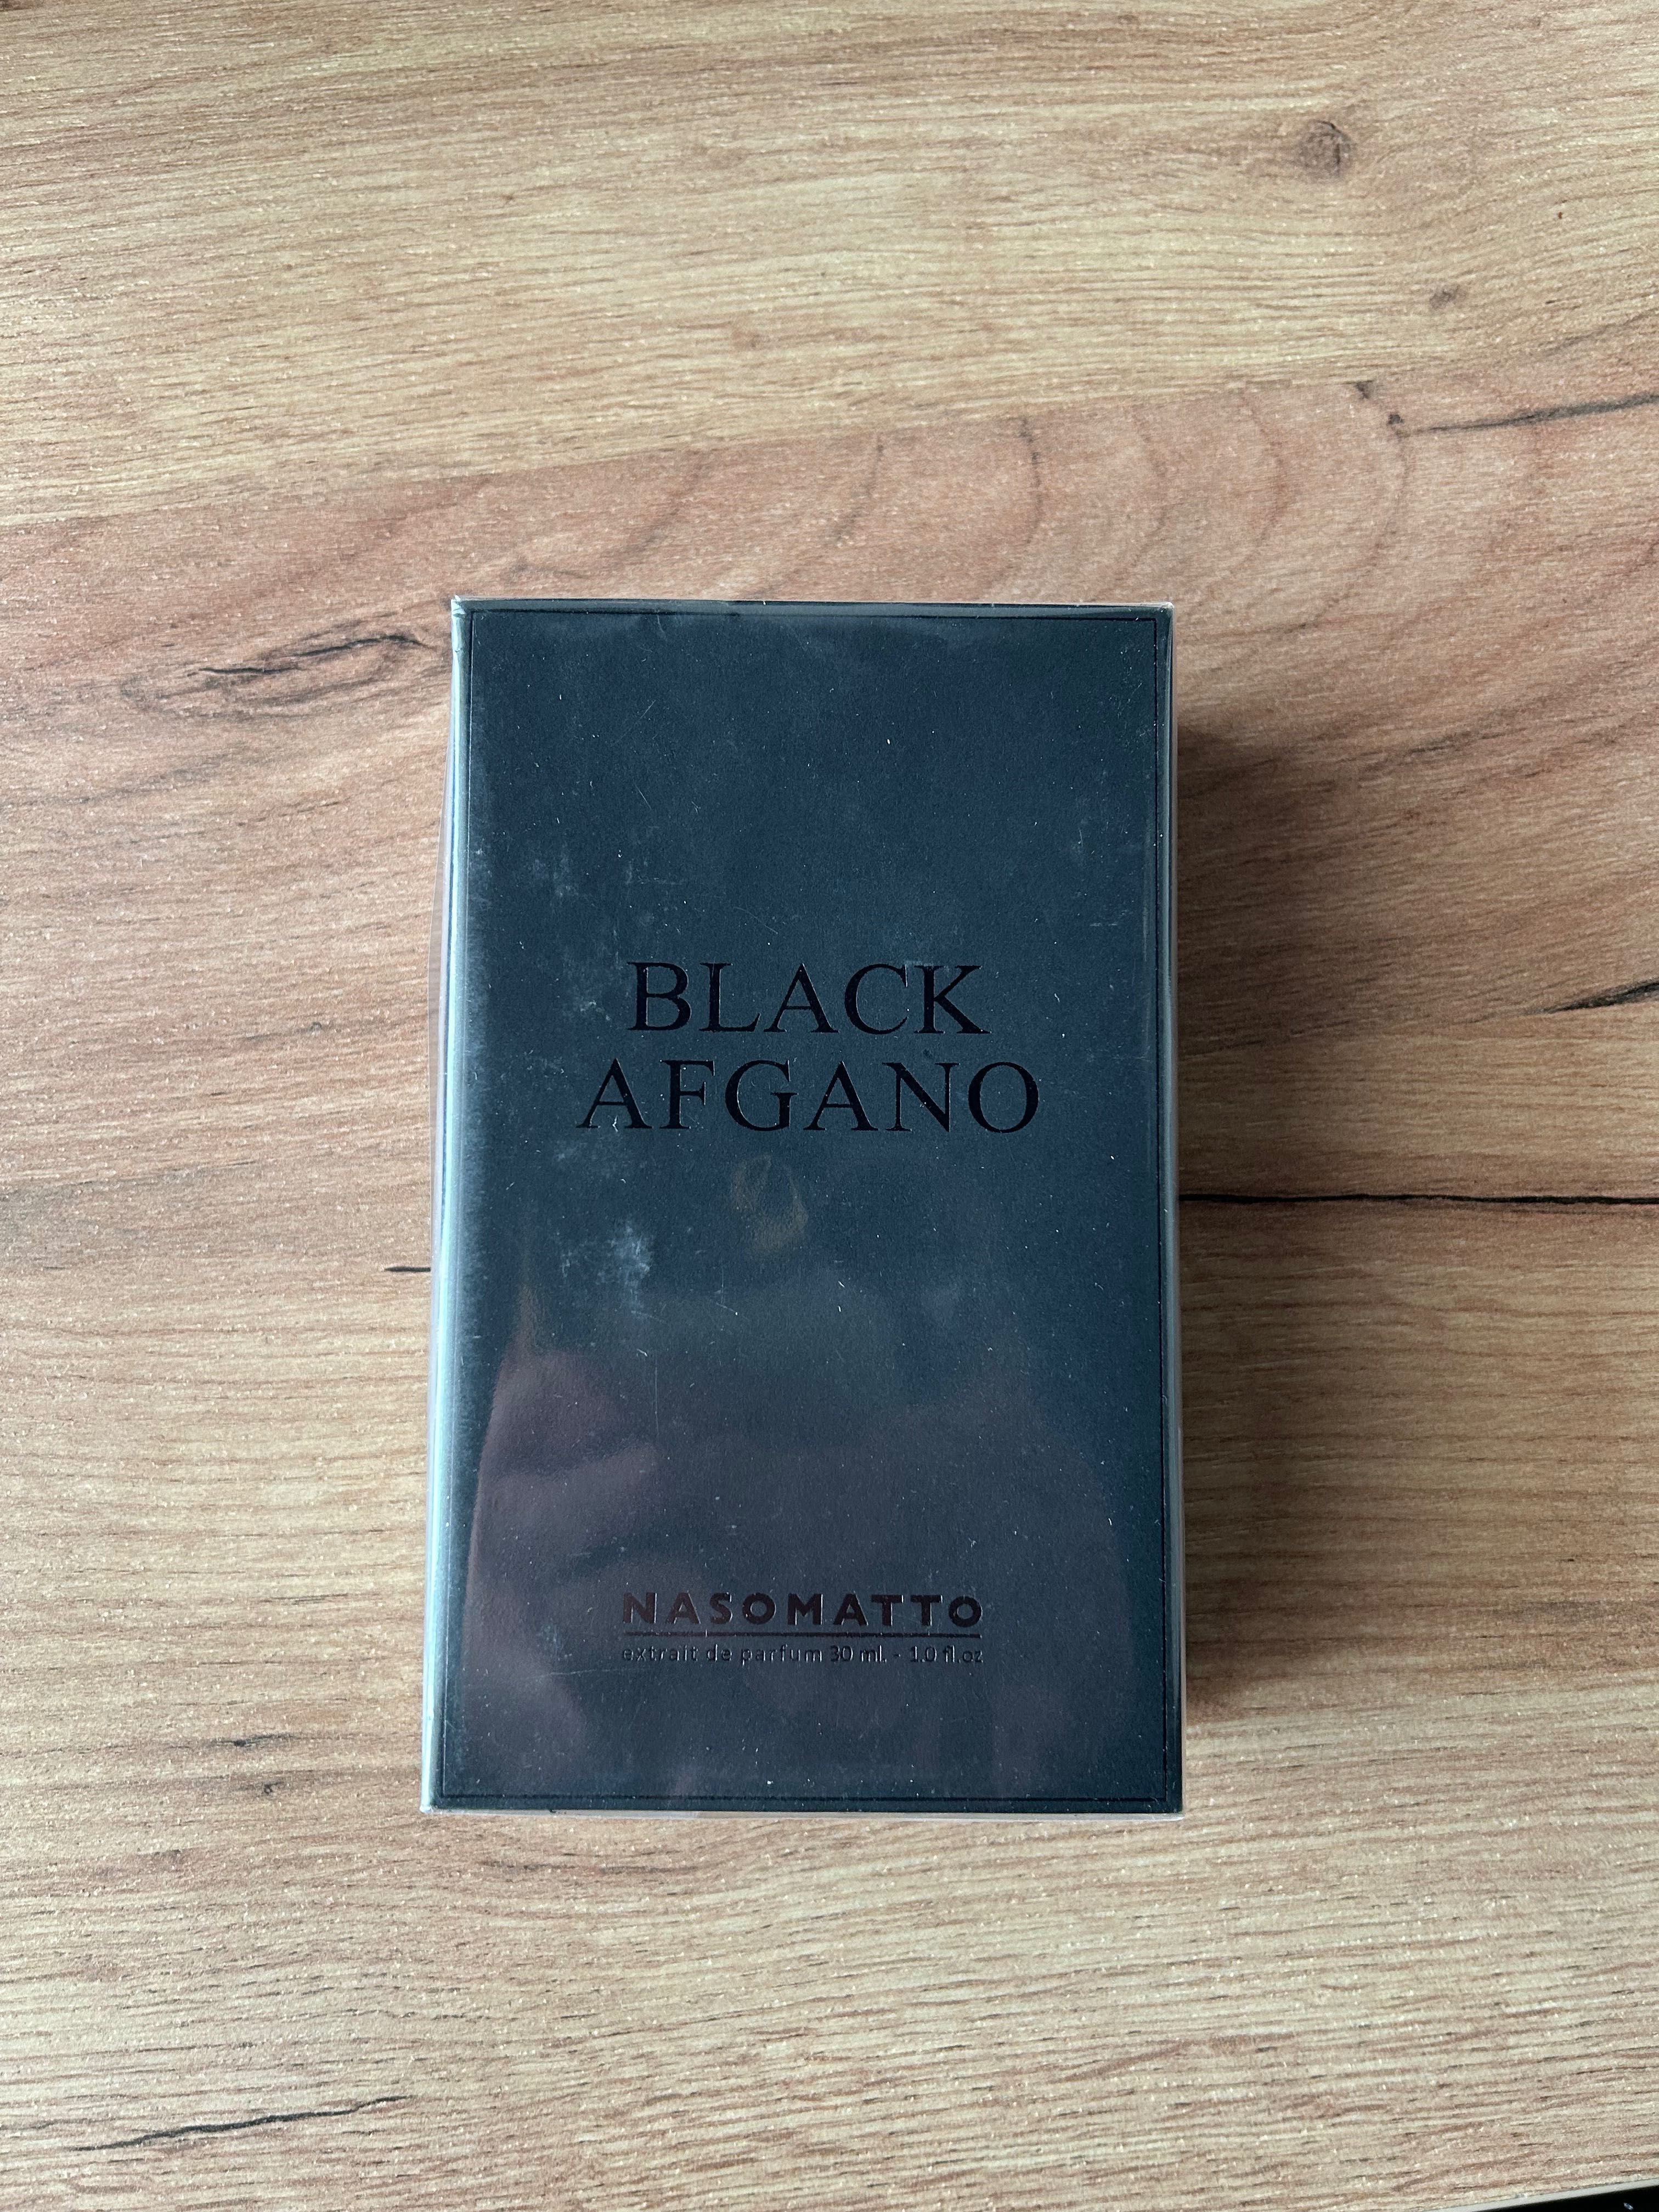 BLACK
AFGANO
NASOMATTO
extrait de parfum 30 ml. - 1.0 fl.oz